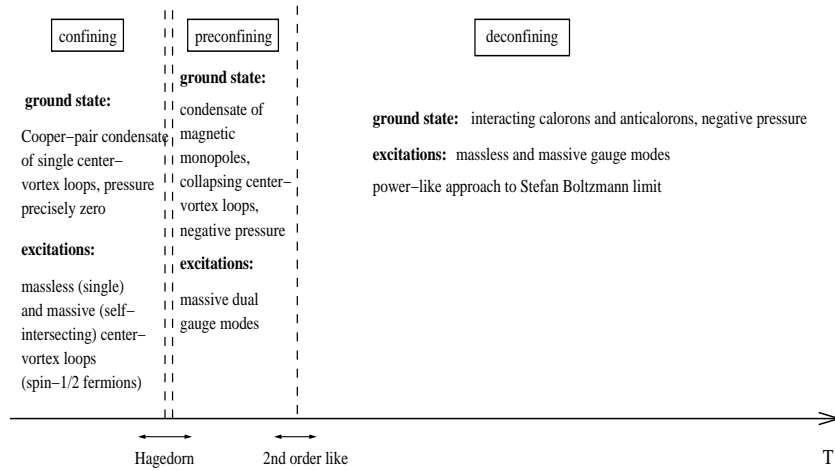 confining
ground state:
Cooper−pair condensate
of single center−
vortex loops, pressure
precisely zero
excitations:
massless (single)
and massive (self−
intersecting) center−
vortex loops
(spin−1/2 fermions)
preconfining
ground state:
condensate of
magnetic
monopoles,
collapsing center−
vortex loops,
negative pressure
excitations:
massive dual
gauge modes
deconfining
ground state: interacting calorons and anticalorons, negative pressure
excitations: massless and massive gauge modes
power−like approach to Stefan Boltzmann limit
Hagedorn
2nd order like
T